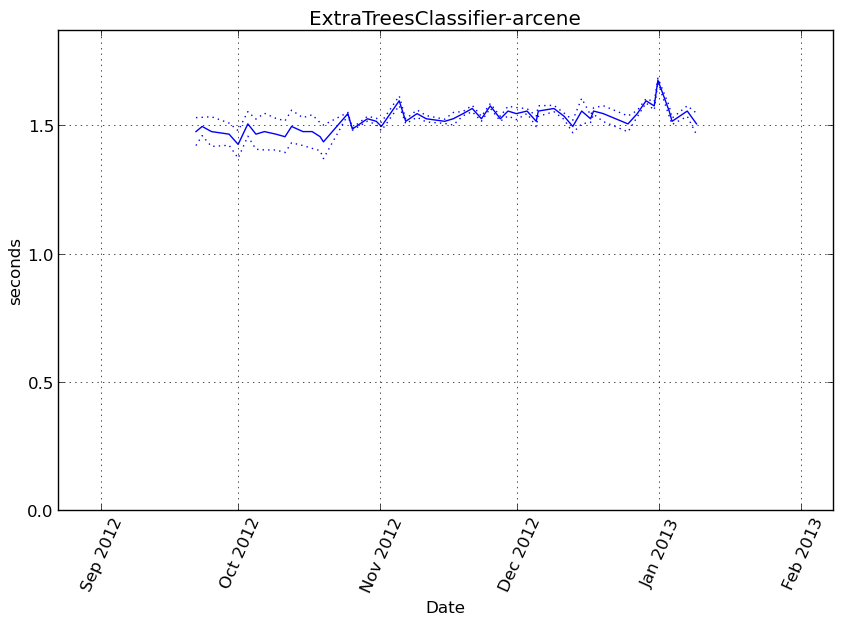 ExtraTreesClassifier-arcene
seconds
1.5
1.0
0.5
0.0
Sep 2012
Oct 2012
Nov 2012
Dec 2012
Jan 2013
Feb 2013
Date